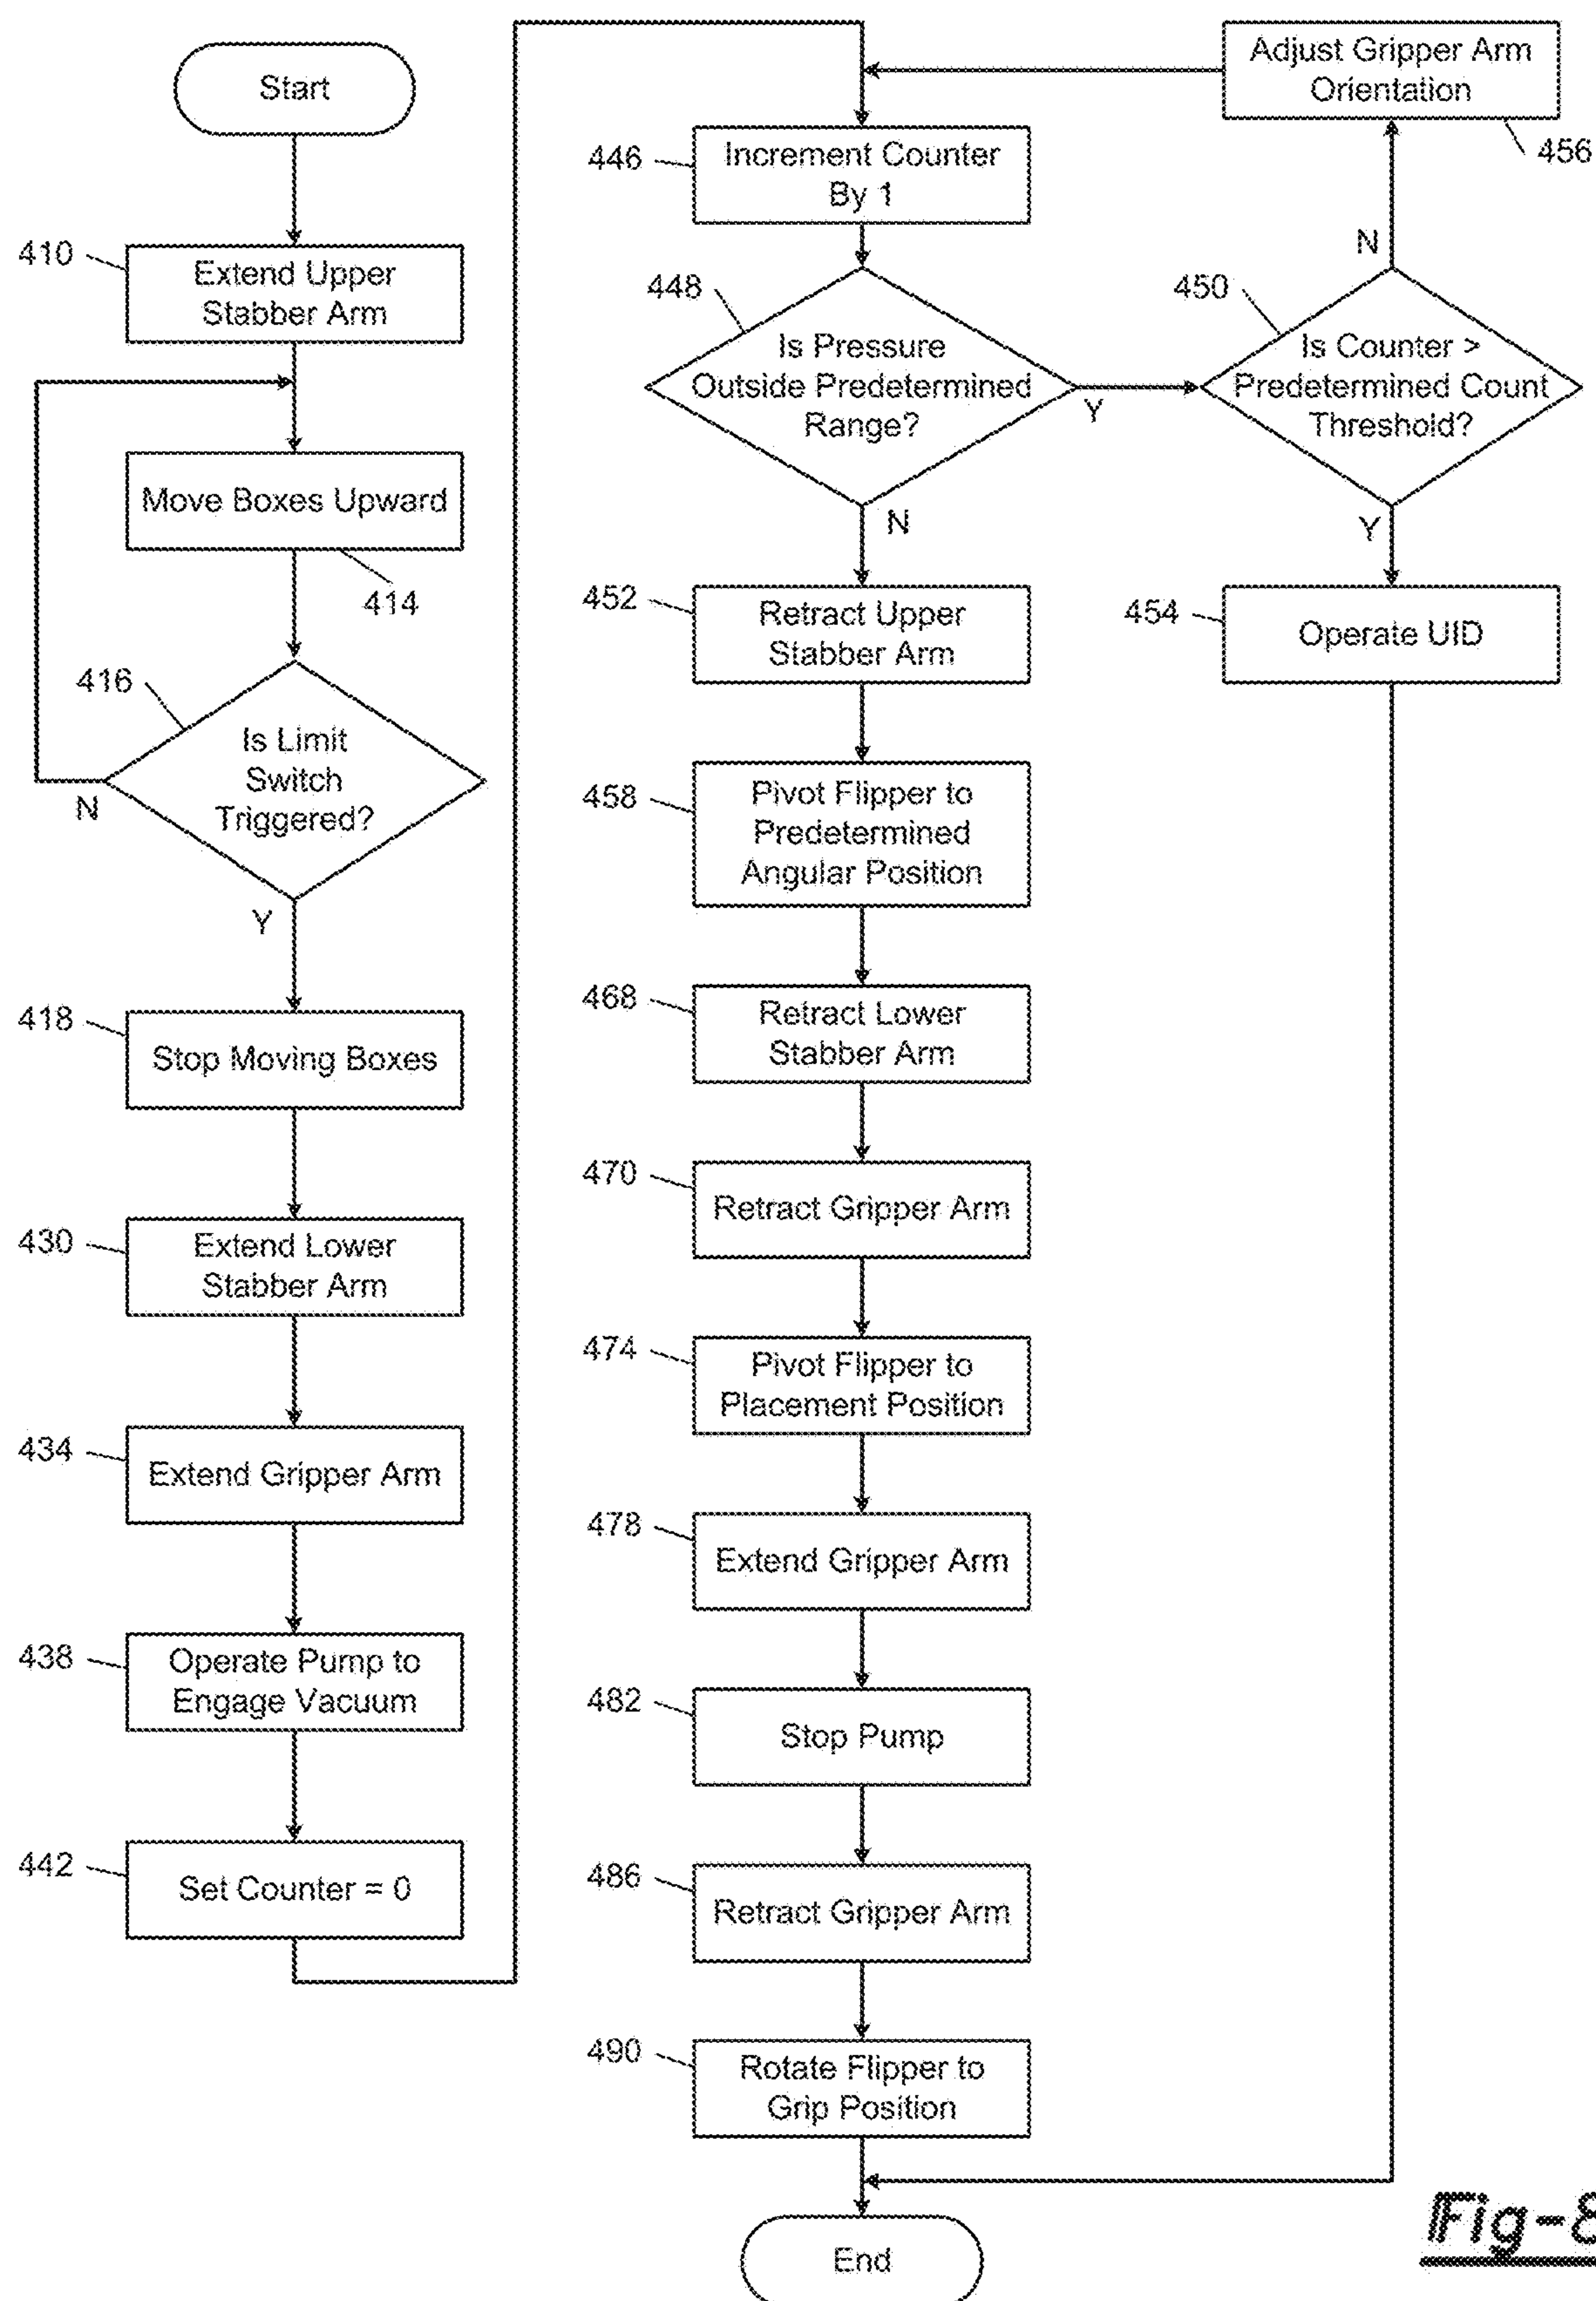 Start
410
Extend Upper
Stabber Arm
Move Boxes Upward
414
416
Is Limit
Switch
Triggered?
N
Y
418
Stop Moving Boxes
430
Extend Lower
Stabber Arm
434
Extend Gripper Arm
438
Operate Pump to
Engage Vacuum
442
Set Counter = 0
446
Increment Counter
By 1
448
Is Pressure
Outside Predetermined
Range?
Y
N
450
Is Counter >
Predetermined Count
Threshold?
N
Y
Adjust Gripper Arm
Orientation
456
454
Operate UID
452
Retract Upper
Stabber Arm
458
Pivot Flipper to
Predetermined
Angular Position
468
Retract Lower
Stabber Arm
470
Retract Gripper Arm
474
Pivot Flipper to
Placement Position
478
Extend Gripper Arm
482
Stop Pump
486
Retract Gripper Arm
490
Rotate Flipper to
Grip Position
End
Fig-8